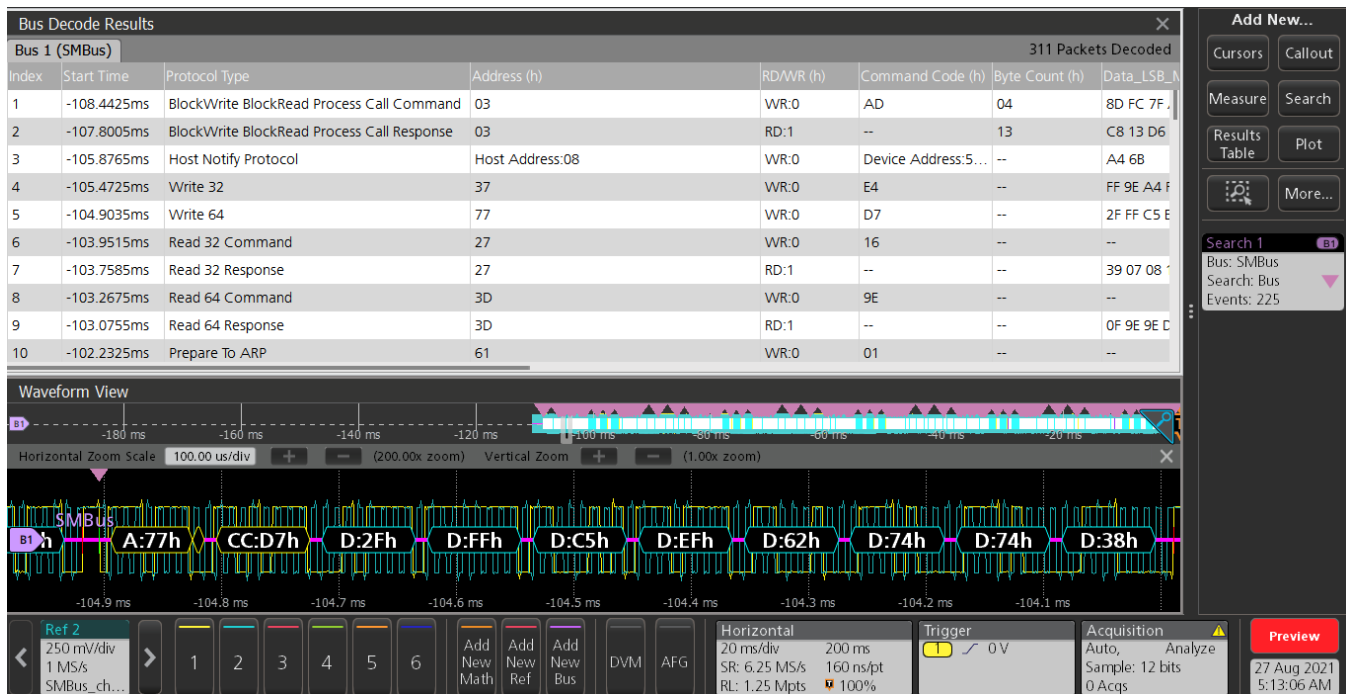 Bus Decode Results
Bus 1 (SMBus) 311 Packets Decoded
Index Start Time Protocol Type Address (h) RD/WR (h) Command Code (h) Byte Count (h) Data_LSB_M
1 -108.4425ms BlockWrite BlockRead Process Call Command 03 WR:0 AD 04 8D FC 7F
2 -107.8005ms BlockWrite BlockRead Process Call Response 03 RD:1 -- 13 C8 13 D6
3 -105.8765ms Host Notify Protocol Host Address:08 WR:0 Device Address:5... -- A4 6B
4 -105.4725ms Write 32 37 WR:0 E4 -- FF 9E A4 F
5 -104.9035ms Write 64 77 WR:0 D7 -- 2F FF C5 E
6 -103.9515ms Read 32 Command 27 WR:0 16 -- --
7 -103.7585ms Read 32 Response 27 RD:1 -- -- 39 07 08 1
8 -103.2675ms Read 64 Command 3D WR:0 9E -- --
9 -103.0755ms Read 64 Response 3D RD:1 -- -- 0F 9E 9E D
10 -102.2325ms Prepare To ARP 61 WR:0 01 -- --
Waveform View
B1
-180 ms -160 ms -140 ms -120 ms -100 ms -80 ms -60 ms -40 ms -20 ms
Horizontal Zoom Scale 100.00 us/div + - (200.00x zoom) Vertical Zoom + - (1.00x zoom)
SMBus
B1 h A:77h CC:D7h D:2Fh D:FFh D:C5h D:EFh D:62h D:74h D:74h D:38h
-104.9 ms -104.8 ms -104.7 ms -104.6 ms -104.5 ms -104.4 ms -104.3 ms -104.2 ms -104.1 ms
Ref 2
250 mV/div
1 MS/s
SMBus_ch...
1 2 3 4 5 6
Add New Math
Add New Ref
Add New Bus
DVM AFG
Horizontal
20 ms/div 200 ms
SR: 6.25 MS/s 160 ns/pt
RL: 1.25 Mpts 100%
Trigger
1 0 V
Acquisition
Auto, Analyze
Sample: 12 bits
0 Acqs
Add New...
Cursors Callout
Measure Search
Results Table Plot
More...
Search 1 B1
Bus: SMBus
Search: Bus
Events: 225
Preview
27 Aug 2021
5:13:06 AM